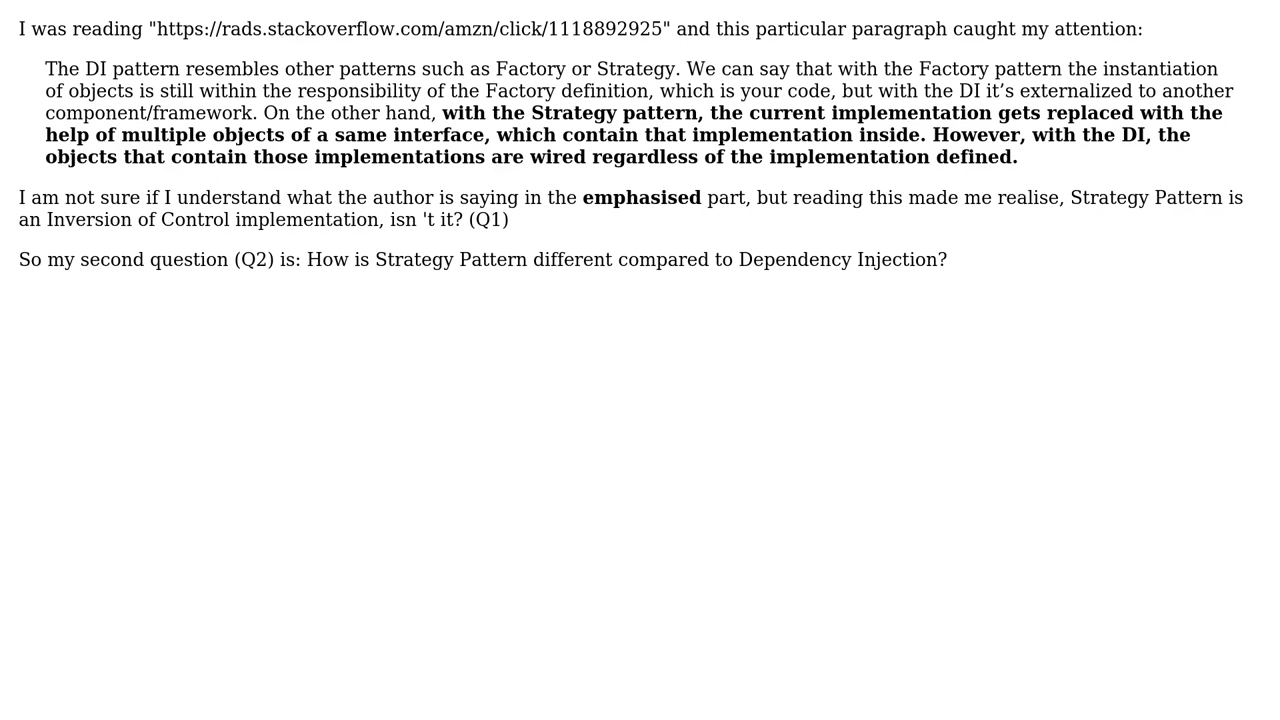 I was reading "https://rads.stackoverflow.com/amzn/click/1118892925" and this particular paragraph caught my attention:
The DI pattern resembles other patterns such as Factory or Strategy. We can say that with the Factory pattern the instantiation
of objects is still within the responsibility of the Factory definition, which is your code, but with the DI it’s externalized to another
component/framework. On the other hand, with the Strategy pattern, the current implementation gets replaced with the
help of multiple objects of a same interface, which contain that implementation inside. However, with the DI, the
objects that contain those implementations are wired regardless of the implementation defined.
I am not sure if I understand what the author is saying in the emphasised part, but reading this made me realise, Strategy Pattern is
an Inversion of Control implementation, isn 't it? (Q1)
So my second question (Q2) is: How is Strategy Pattern different compared to Dependency Injection?